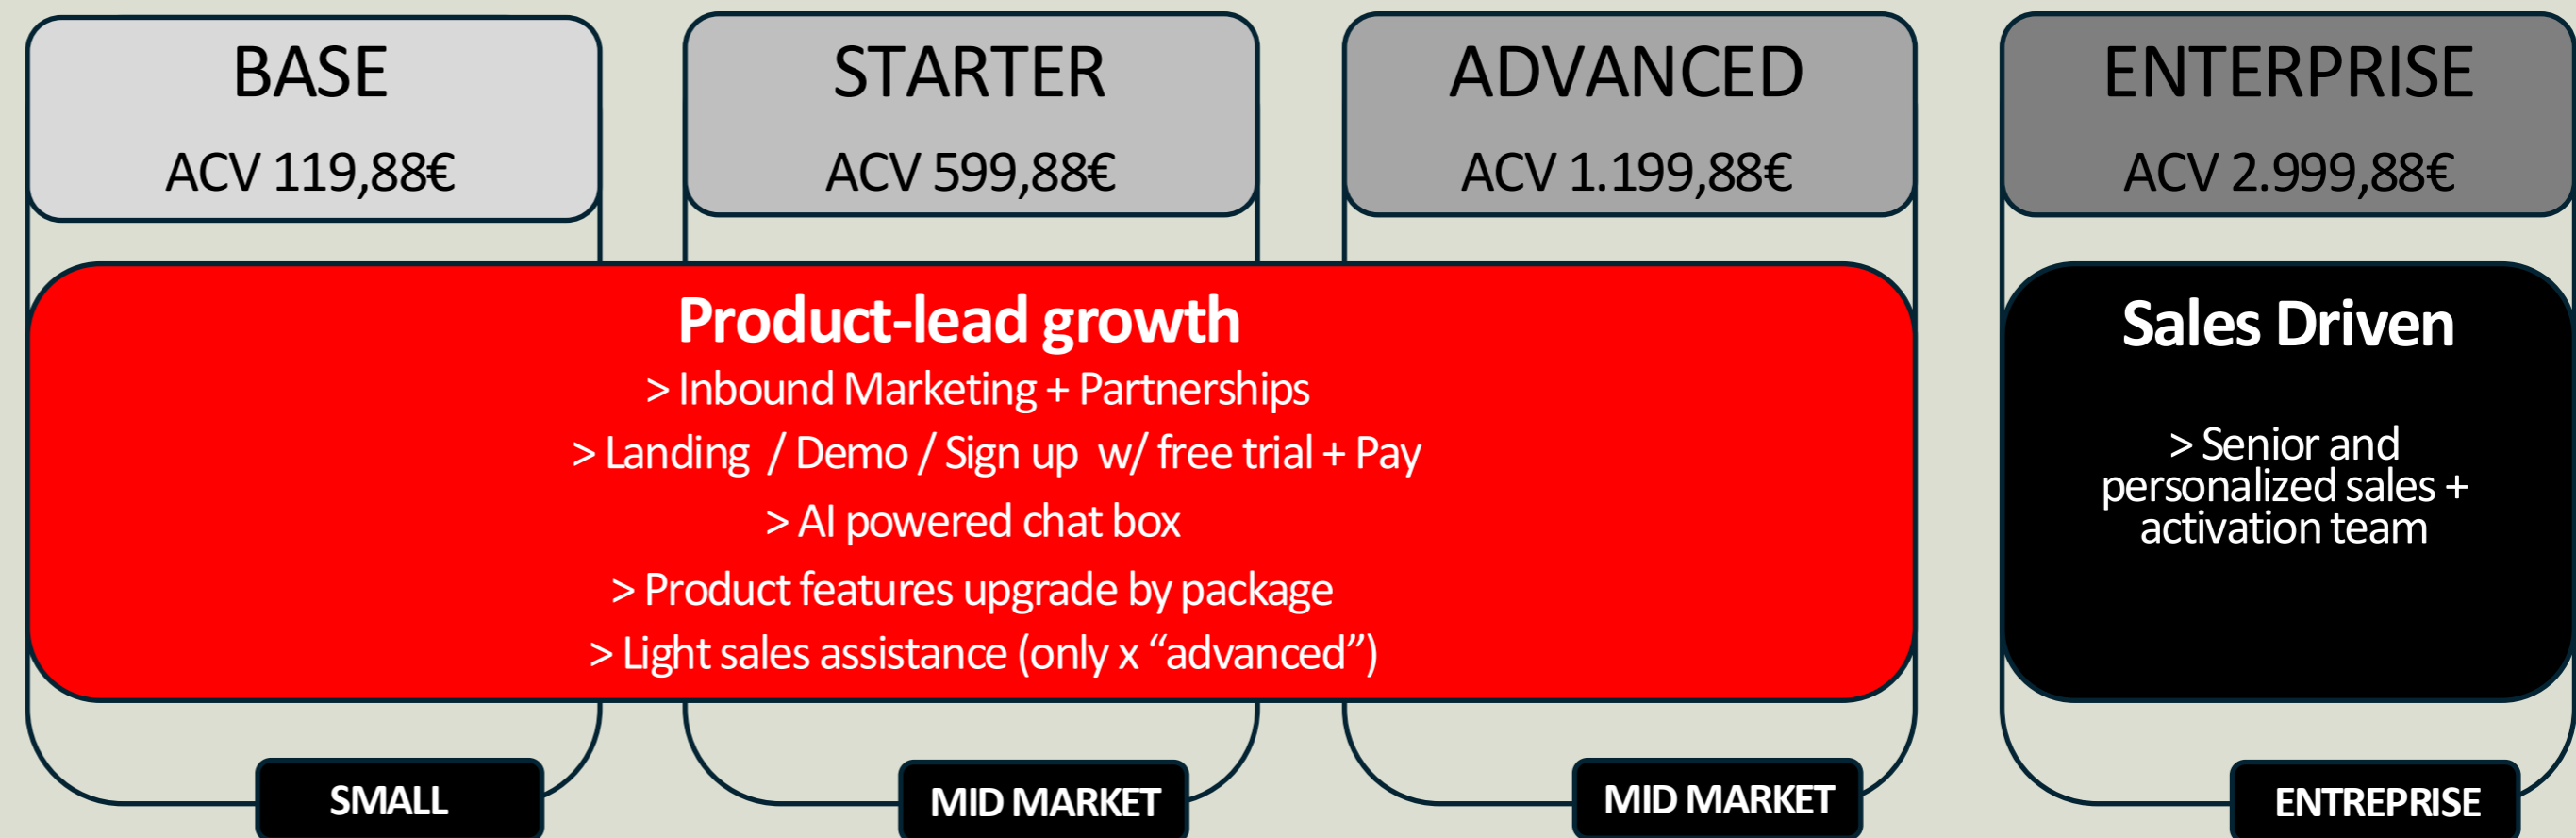 BASE
ACV 119,88€
STARTER
ACV 599,88€
ADVANCED
ACV 1.199,88€
ENTERPRISE
ACV 2.999,88€
Product-lead growth
> Inbound Marketing + Partnerships
> Landing / Demo / Sign up w/ free trial + Pay
> AI powered chat box
> Product features upgrade by package
> Light sales assistance (only x “advanced”)
Sales Driven
> Senior and
personalized sales +
activation team
SMALL
MID MARKET
MID MARKET
ENTREPRISE